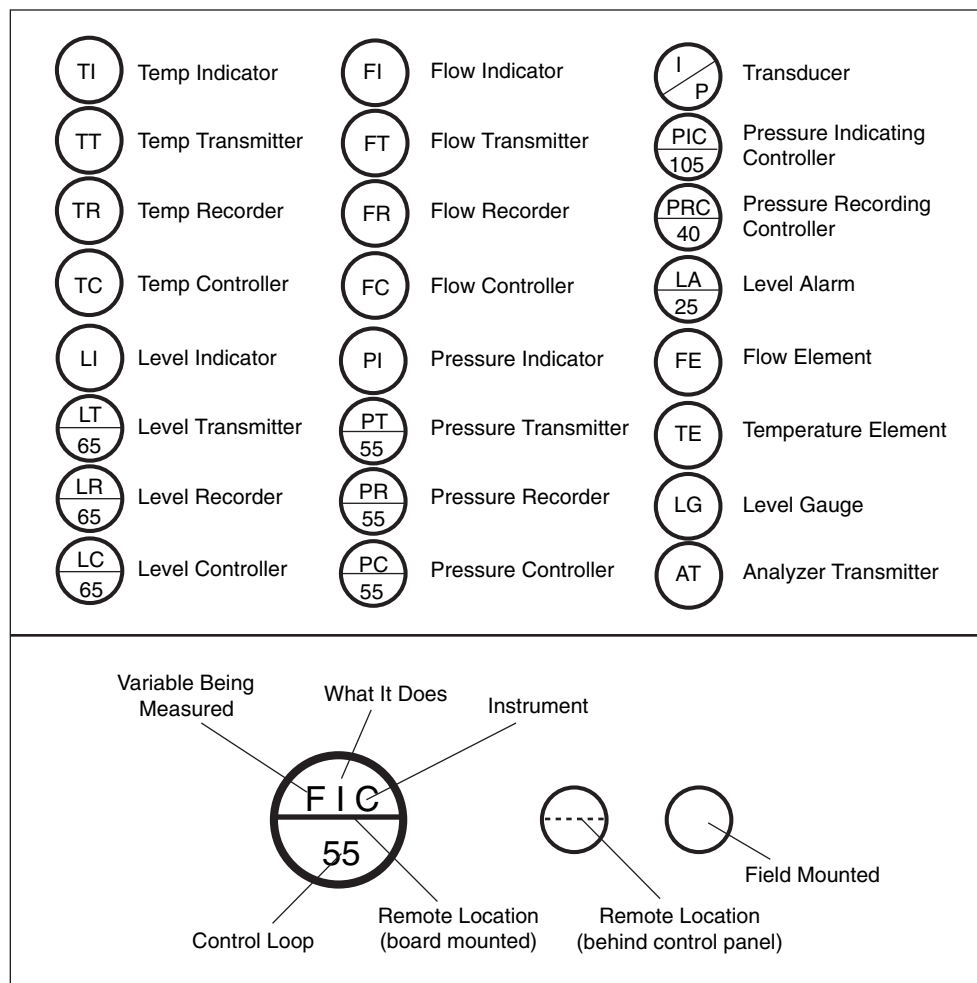 TI Temp Indicator
TT Temp Transmitter
TR Temp Recorder
TC Temp Controller
LI Level Indicator
LT
65
Level Transmitter
LR
65
Level Recorder
LC
65
Level Controller
FI Flow Indicator
FT Flow Transmitter
FR Flow Recorder
FC Flow Controller
PI Pressure Indicator
PT
55
Pressure Transmitter
PR
55
Pressure Recorder
PC
55
Pressure Controller
I
P
Transducer
PIC
105
Pressure Indicating
Controller
PRC
40
Pressure Recording
Controller
LA
25
Level Alarm
FE Flow Element
TE Temperature Element
LG Level Gauge
AT Analyzer Transmitter
Variable Being
Measured
What It Does
Instrument
F I C
55
Control Loop
Remote Location
(board mounted)
Remote Location
(behind control panel)
Field Mounted